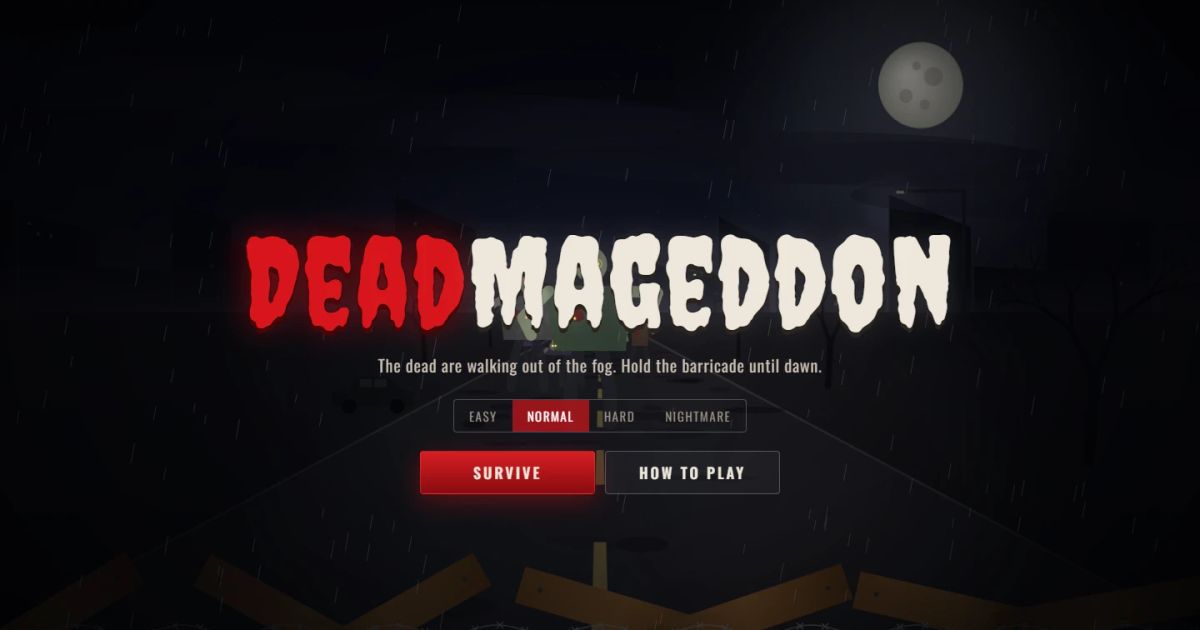 DEADMAGEDDON
The dead are walking out of the fog. Hold the barricade until dawn.
EASY NORMAL HARD NIGHTMARE
SURVIVE HOW TO PLAY